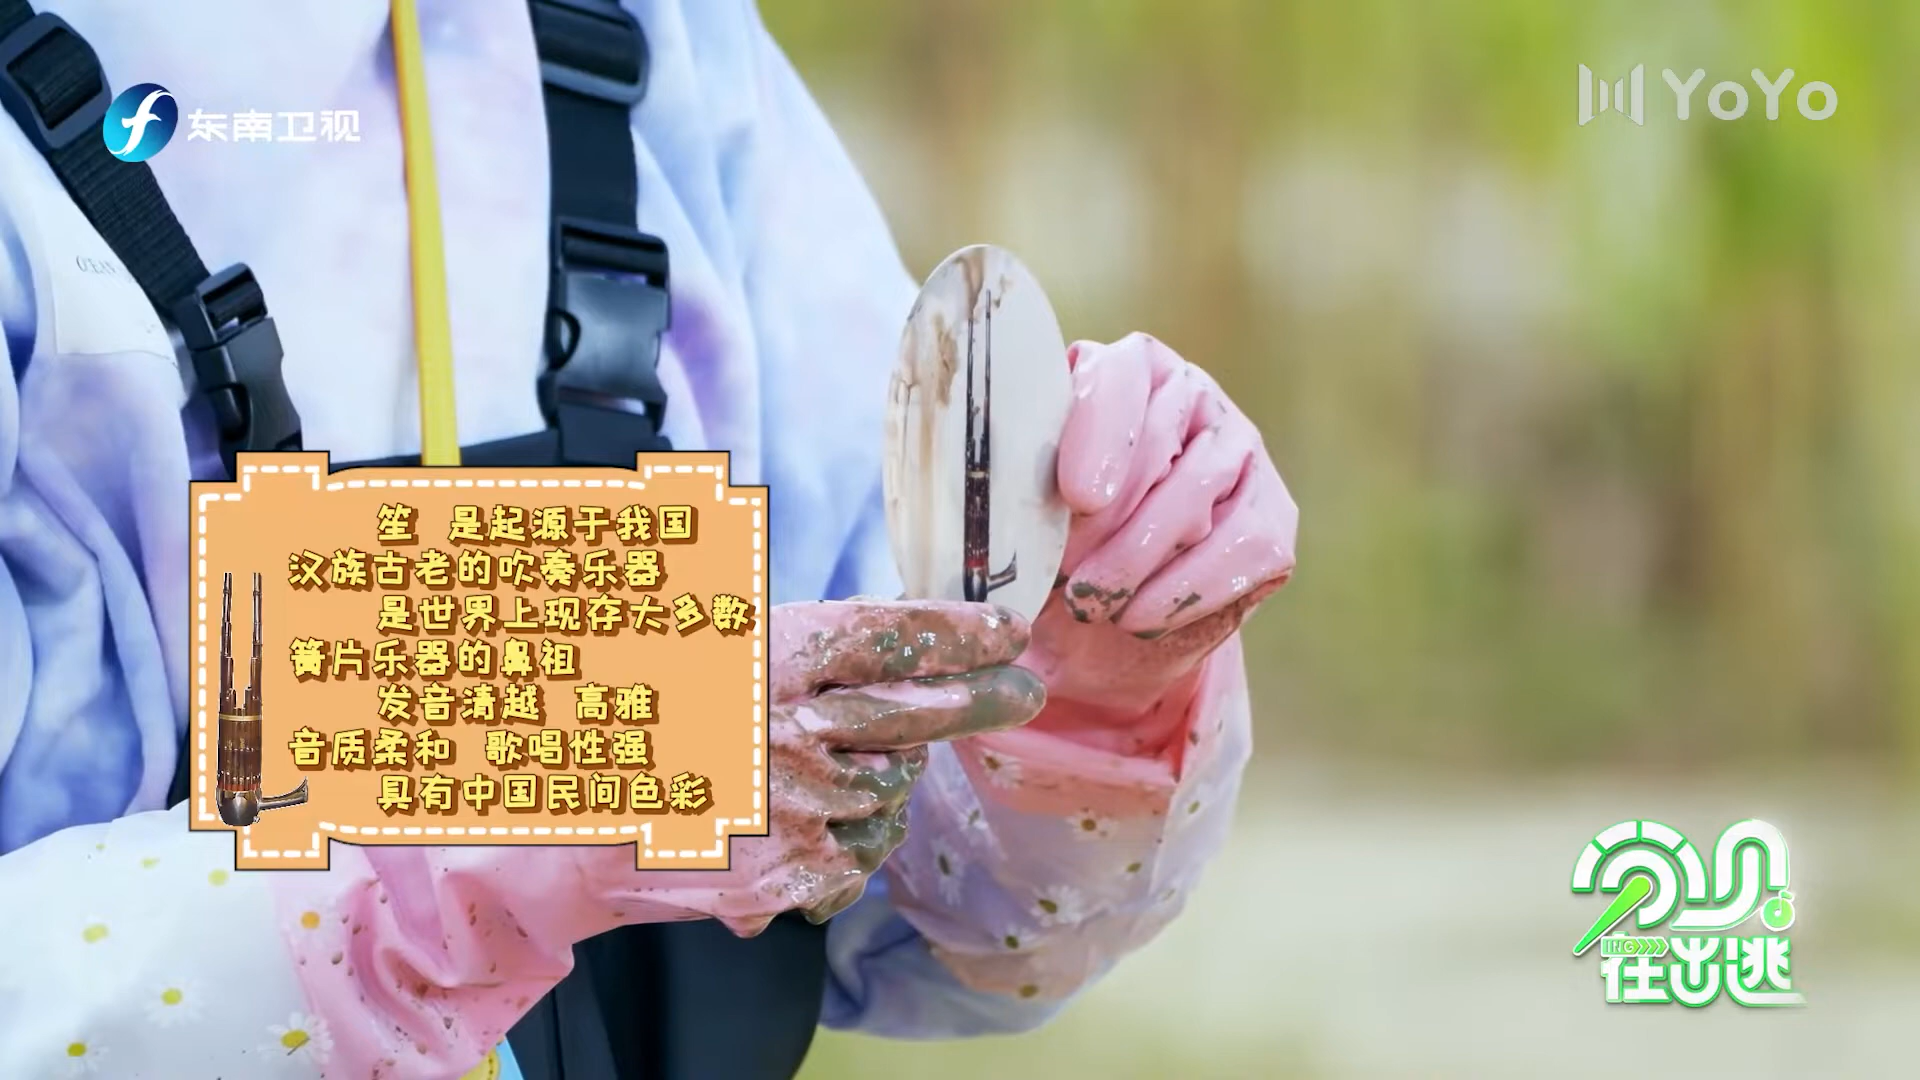 东南卫视
YoYo
OCEAN
笙 是起源于我国
汉族古老的吹奏乐器
是世界上现存大多数
簧片乐器的鼻祖
发音清越 高雅
音质柔和 歌唱性强
具有中国民间色彩
ING
在出逃